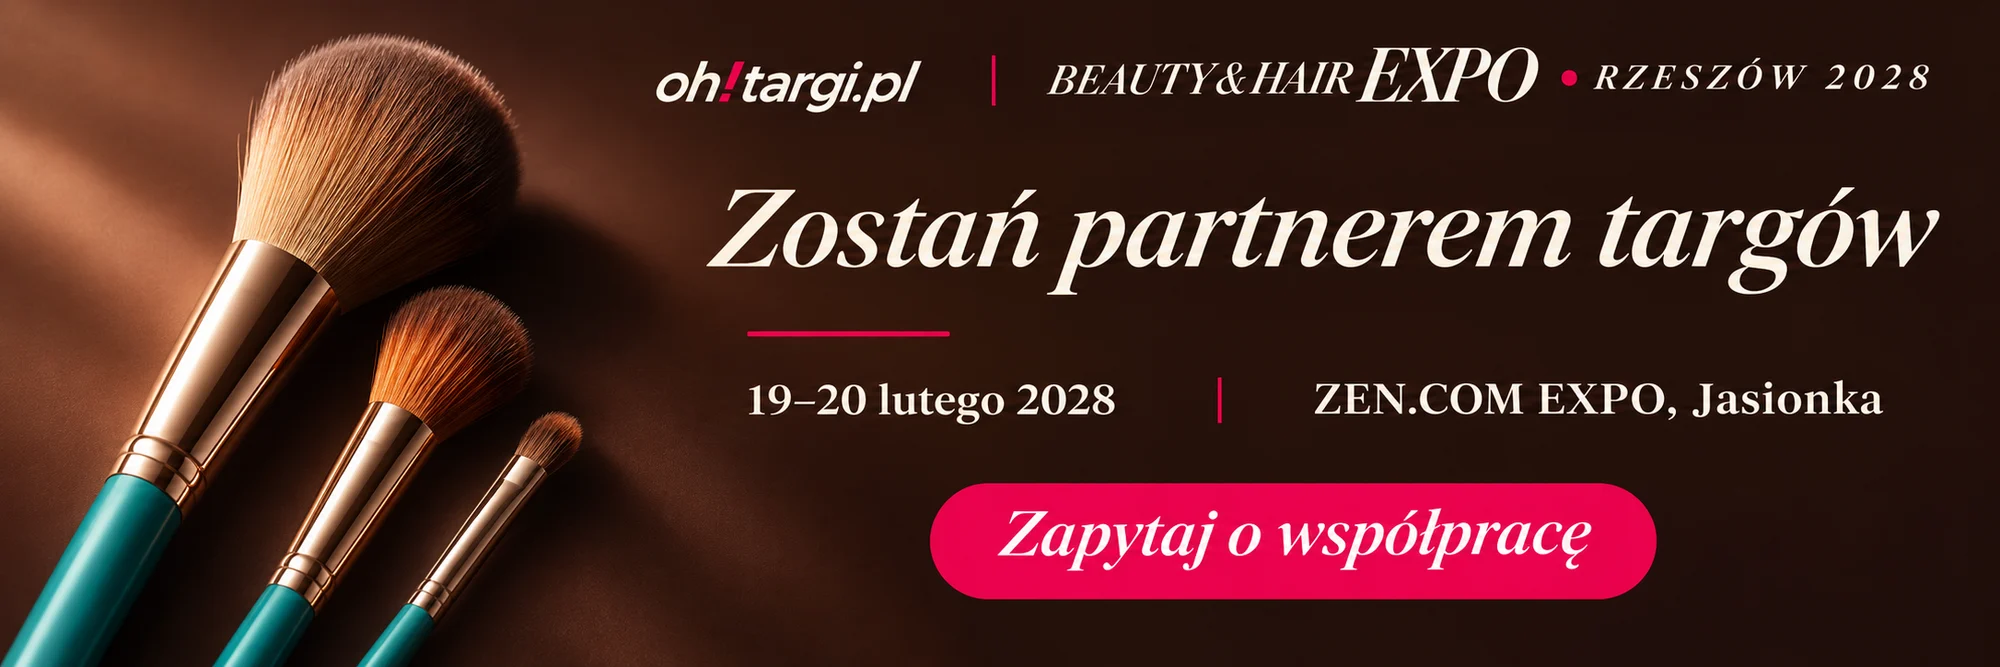 oh!targi.pl | BEAUTY&HAIR EXPO • RZESZÓW 2028
Zostań partnerem targów
19–20 lutego 2028 | ZEN.COM EXPO, Jasionka
Zapytaj o współpracę